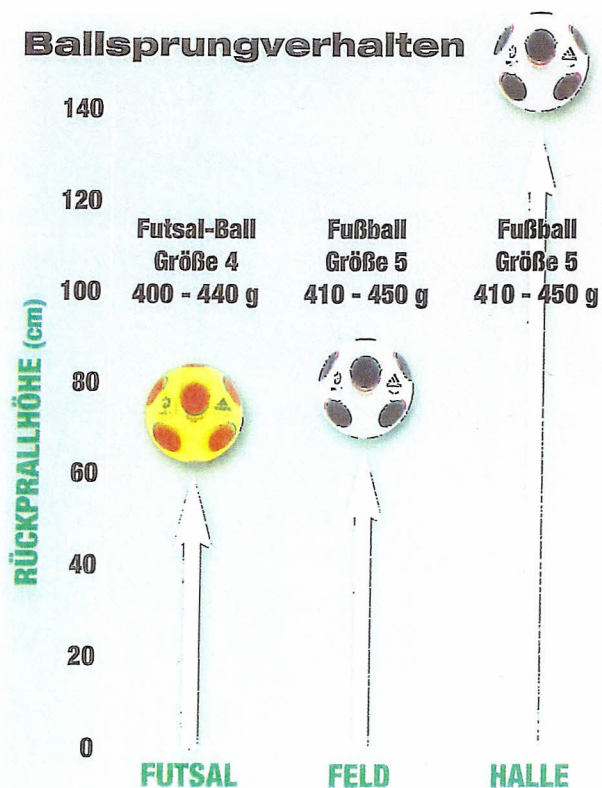 Ballsprungverhalten
RÜCKPRALLHÖHE (cm)
140
120
100
80
60
40
20
0
Futsal-Ball
Größe 4
400 - 440 g
Fußball
Größe 5
410 - 450 g
Fußball
Größe 5
410 - 450 g
FUTSAL
FELD
HALLE